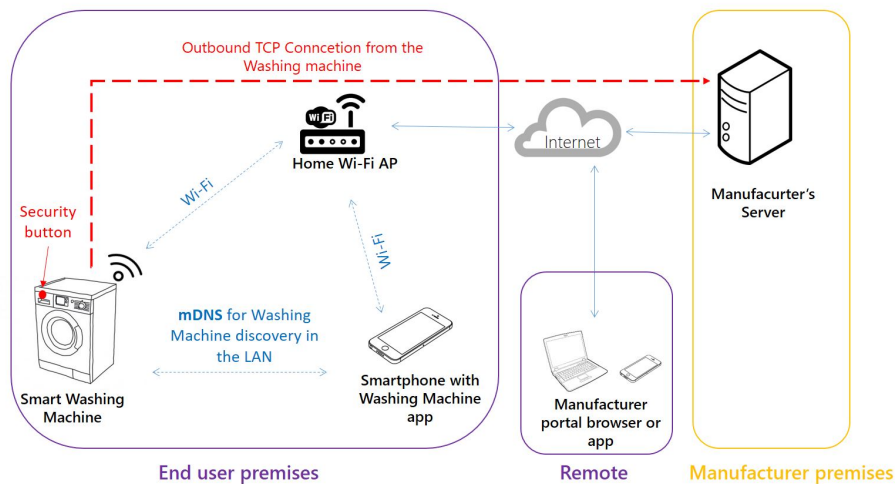 Outbound TCP Conncetion from the
Washing machine
Wi Fi
Home Wi-Fi AP
Internet
Manufacurter's
Server
Wi-Fi
Wi-Fi
Security
button
mDNS for Washing
Machine discovery in
the LAN
Smart Washing
Machine
Smartphone with
Washing Machine
app
Manufacturer
portal browser or
app
End user premises
Remote
Manufacturer premises